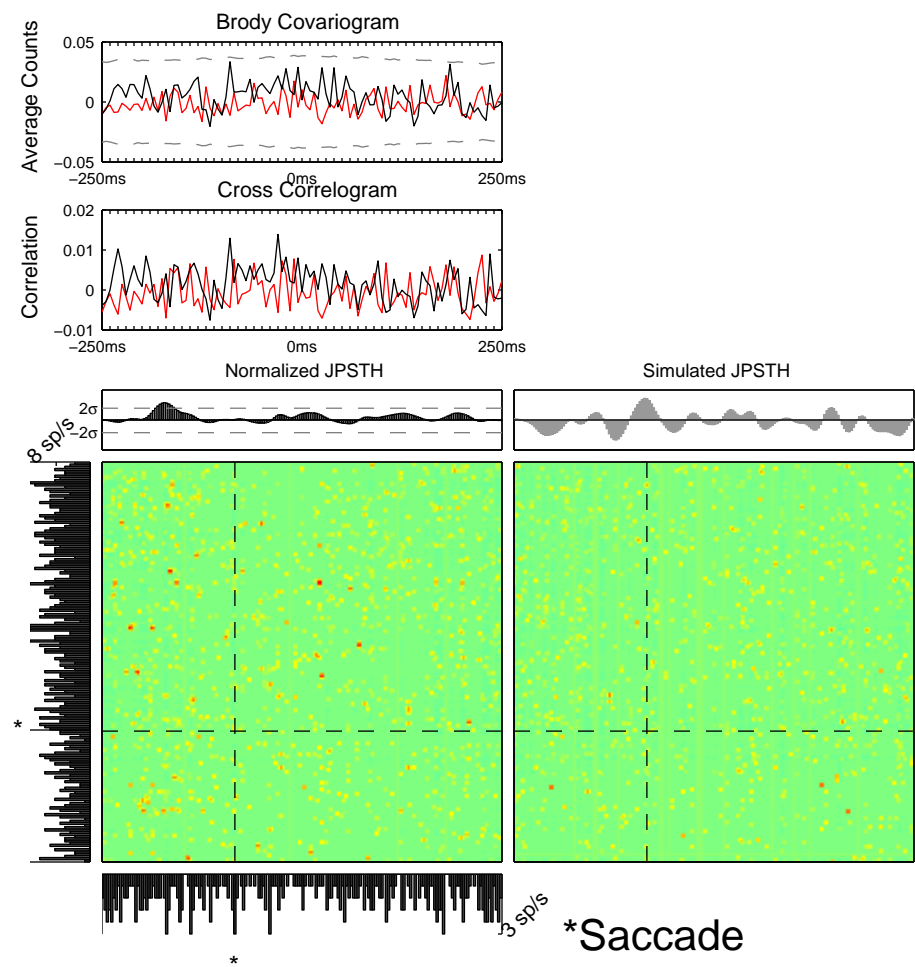 Brody Covariogram
Average Counts
0.05
0
−0.05
−250ms
0ms
250ms
Cross Correlogram
Correlation
0.02
0.01
0
−0.01
−250ms
0ms
250ms
Normalized JPSTH
Simulated JPSTH
2σ
−2σ
8 sp/s
*
3 sp/s
*
*Saccade